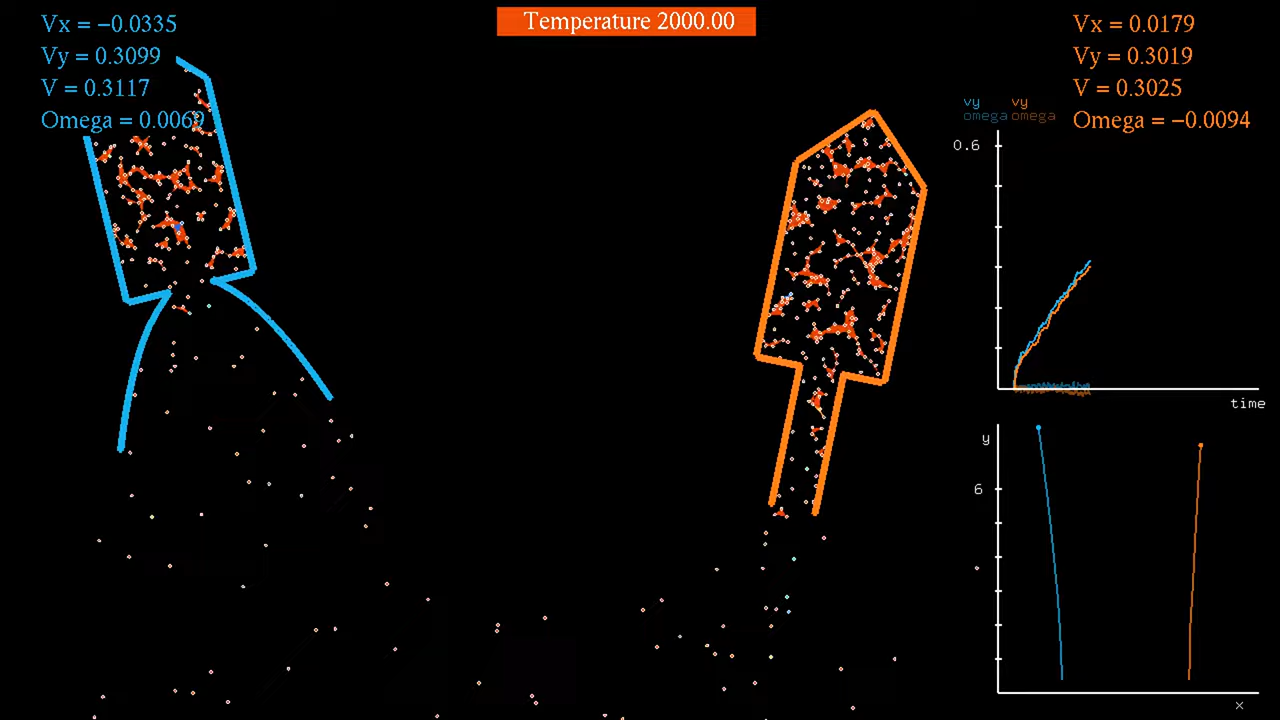 Vx = −0.0335
Vy = 0.3099
V = 0.3117
Omega = 0.0069
Temperature 2000.00
Vx = 0.0179
Vy = 0.3019
V = 0.3025
Omega = −0.0094
vy vy
omega omega
0.6
time
y
6
x